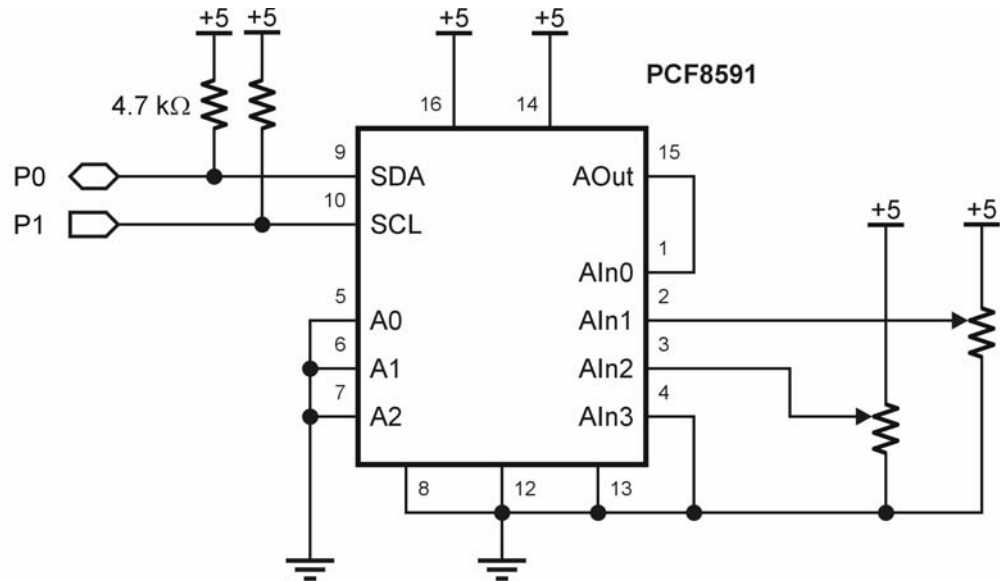 +5 +5 +5 +5
PCF8591
4.7 kΩ
16 14
9 15
P0 SDA AOut
10
P1 SCL +5 +5
1
AIn0
5 2
A0 AIn1
6 3
A1 AIn2
7 4
A2 AIn3
8 12 13